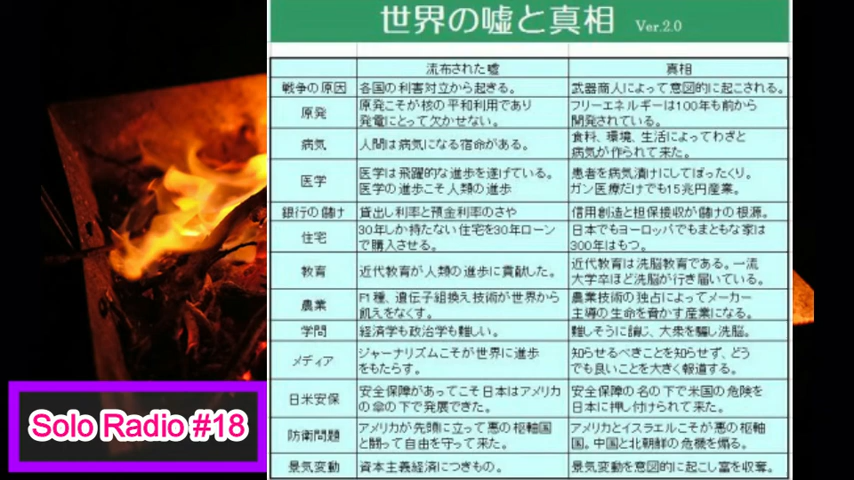 世界の嘘と真相 Ver.2.0
流布された嘘 真相
戦争の原因 各国の利害対立から起きる。 武器商人によって意図的に起こされる。
原発 原発こそが核の平和利用であり
発電にとって欠かせない。 フリーエネルギーは100年も前から
開発されている。
病気 人間は病気になる宿命がある。 食料、環境、生活によってわざと
病気が作られて来た。
医学 医学は飛躍的な進歩を遂げている。
医学の進歩こそ人類の進歩 患者を病気漬けにしてぼったくり。
ガン医療だけでも15兆円産業。
銀行の儲け 貸出し利率と預金利率のさや 信用創造と担保接収が儲けの根源。
住宅 30年しか持たない住宅を30年ローン
で購入させる。 日本でもヨーロッパでもまともな家は
300年はもつ。
教育 近代教育が人類の進歩に貢献した。 近代教育は洗脳教育である。一流
大学卒ほど洗脳が行き届いている。
農業 F1種、遺伝子組換え技術が世界から
飢えをなくす。 農業技術の独占によってメーカー
主導の生命を脅かす産業になる。
学問 経済学も政治学も難しい。 難しそうに論じ、大衆を騙し洗脳。
メディア ジャーナリズムこそが世界に進歩
をもたらす。 知らせるべきことを知らせず、どう
でも良いことを大きく報道する。
日米安保 安全保障があってこそ日本はアメリカ
の傘の下で発展できた。 安全保障の名の下で米国の危険を
日本に押し付けられて来た。
防衛問題 アメリカが先頭に立って悪の枢軸国
と闘って自由を守って来た。 アメリカとイスラエルこそが悪の枢軸
国。中国と北朝鮮の危機を煽る。
景気変動 資本主義経済につきもの。 景気変動を意図的に起こし富を収奪。
Solo Radio #18